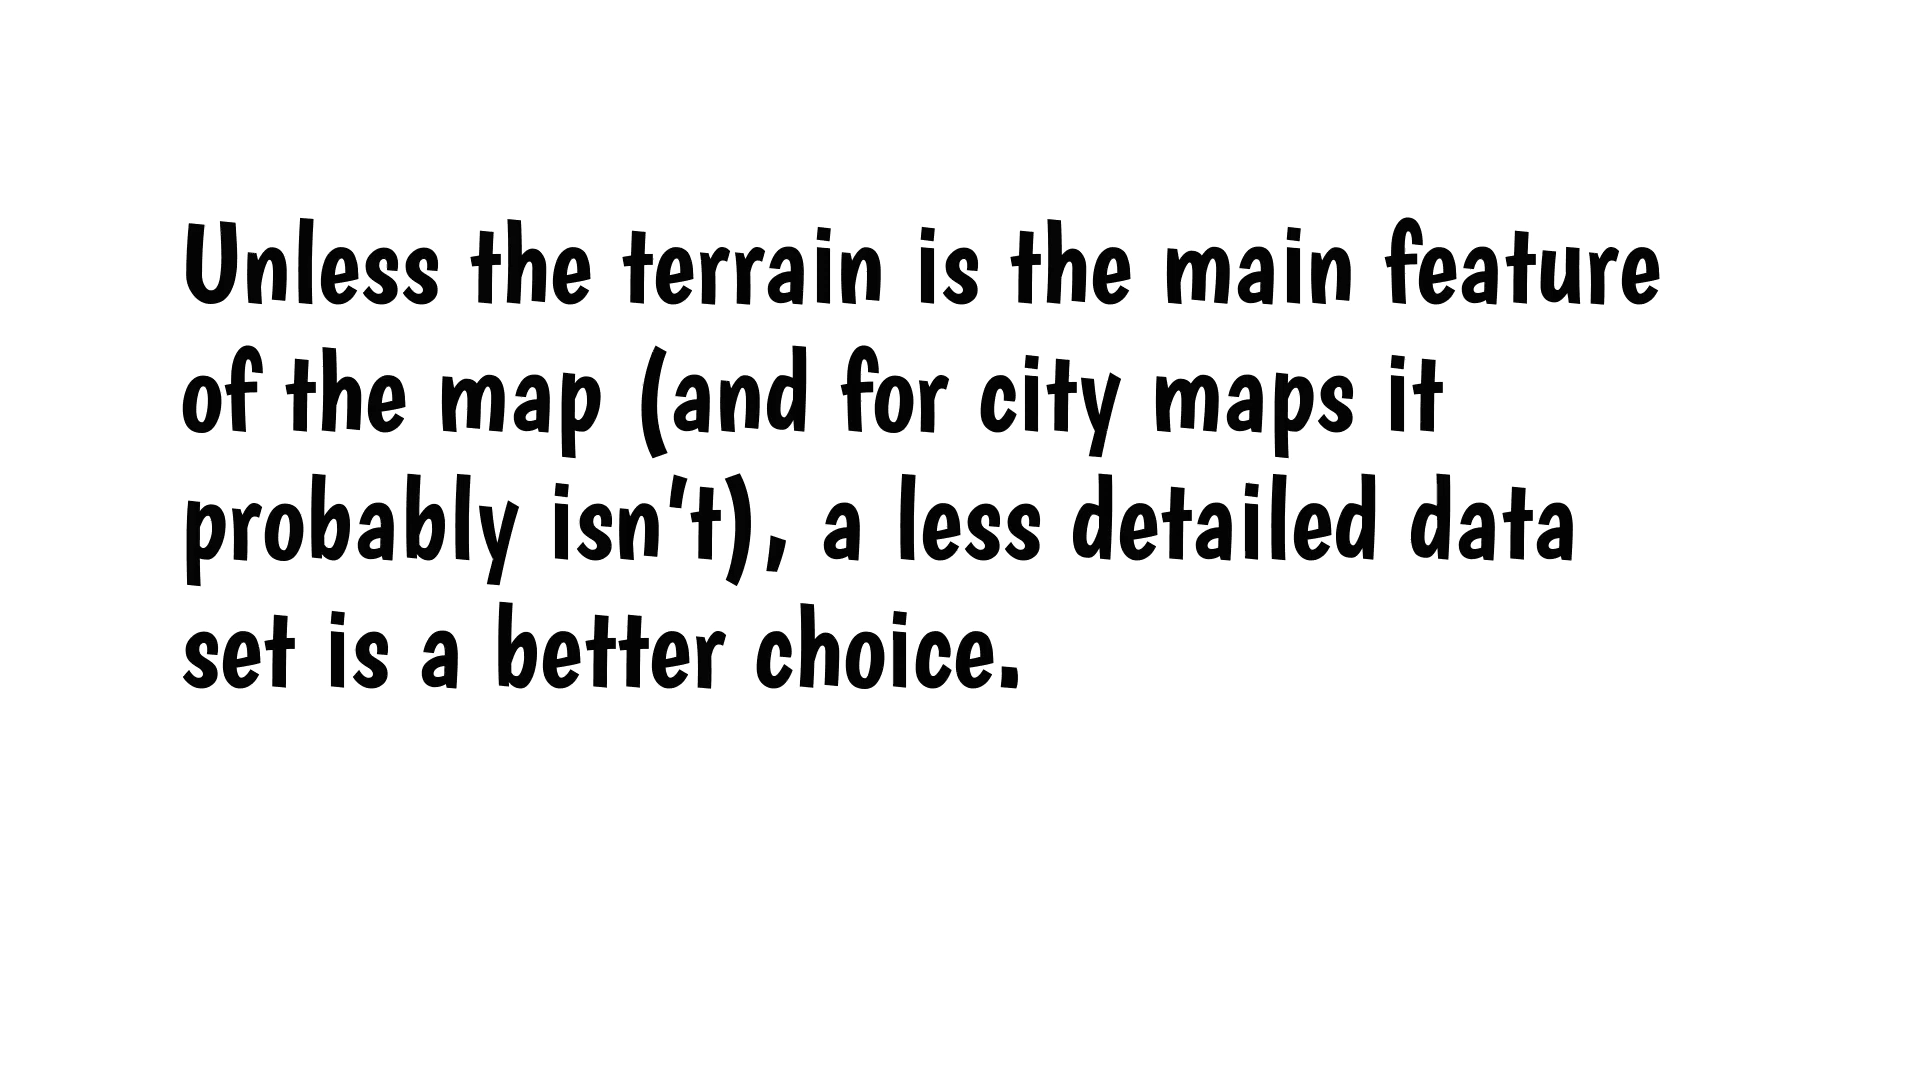 Unless the terrain is the main feature
of the map (and for city maps it
probably isn't), a less detailed data
set is a better choice.